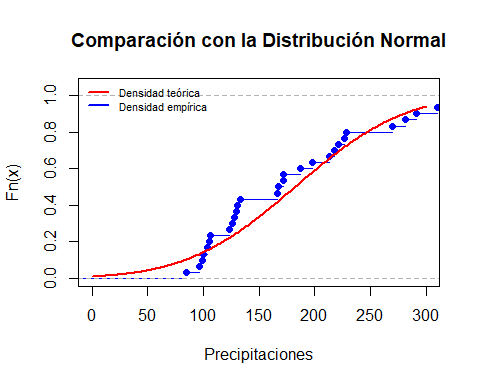 Comparación con la Distribución Normal
Densidad teórica
Densidad empírica
Fn(x)
1.0
0.8
0.6
0.4
0.2
0.0
0 50 100 150 200 250 300
Precipitaciones